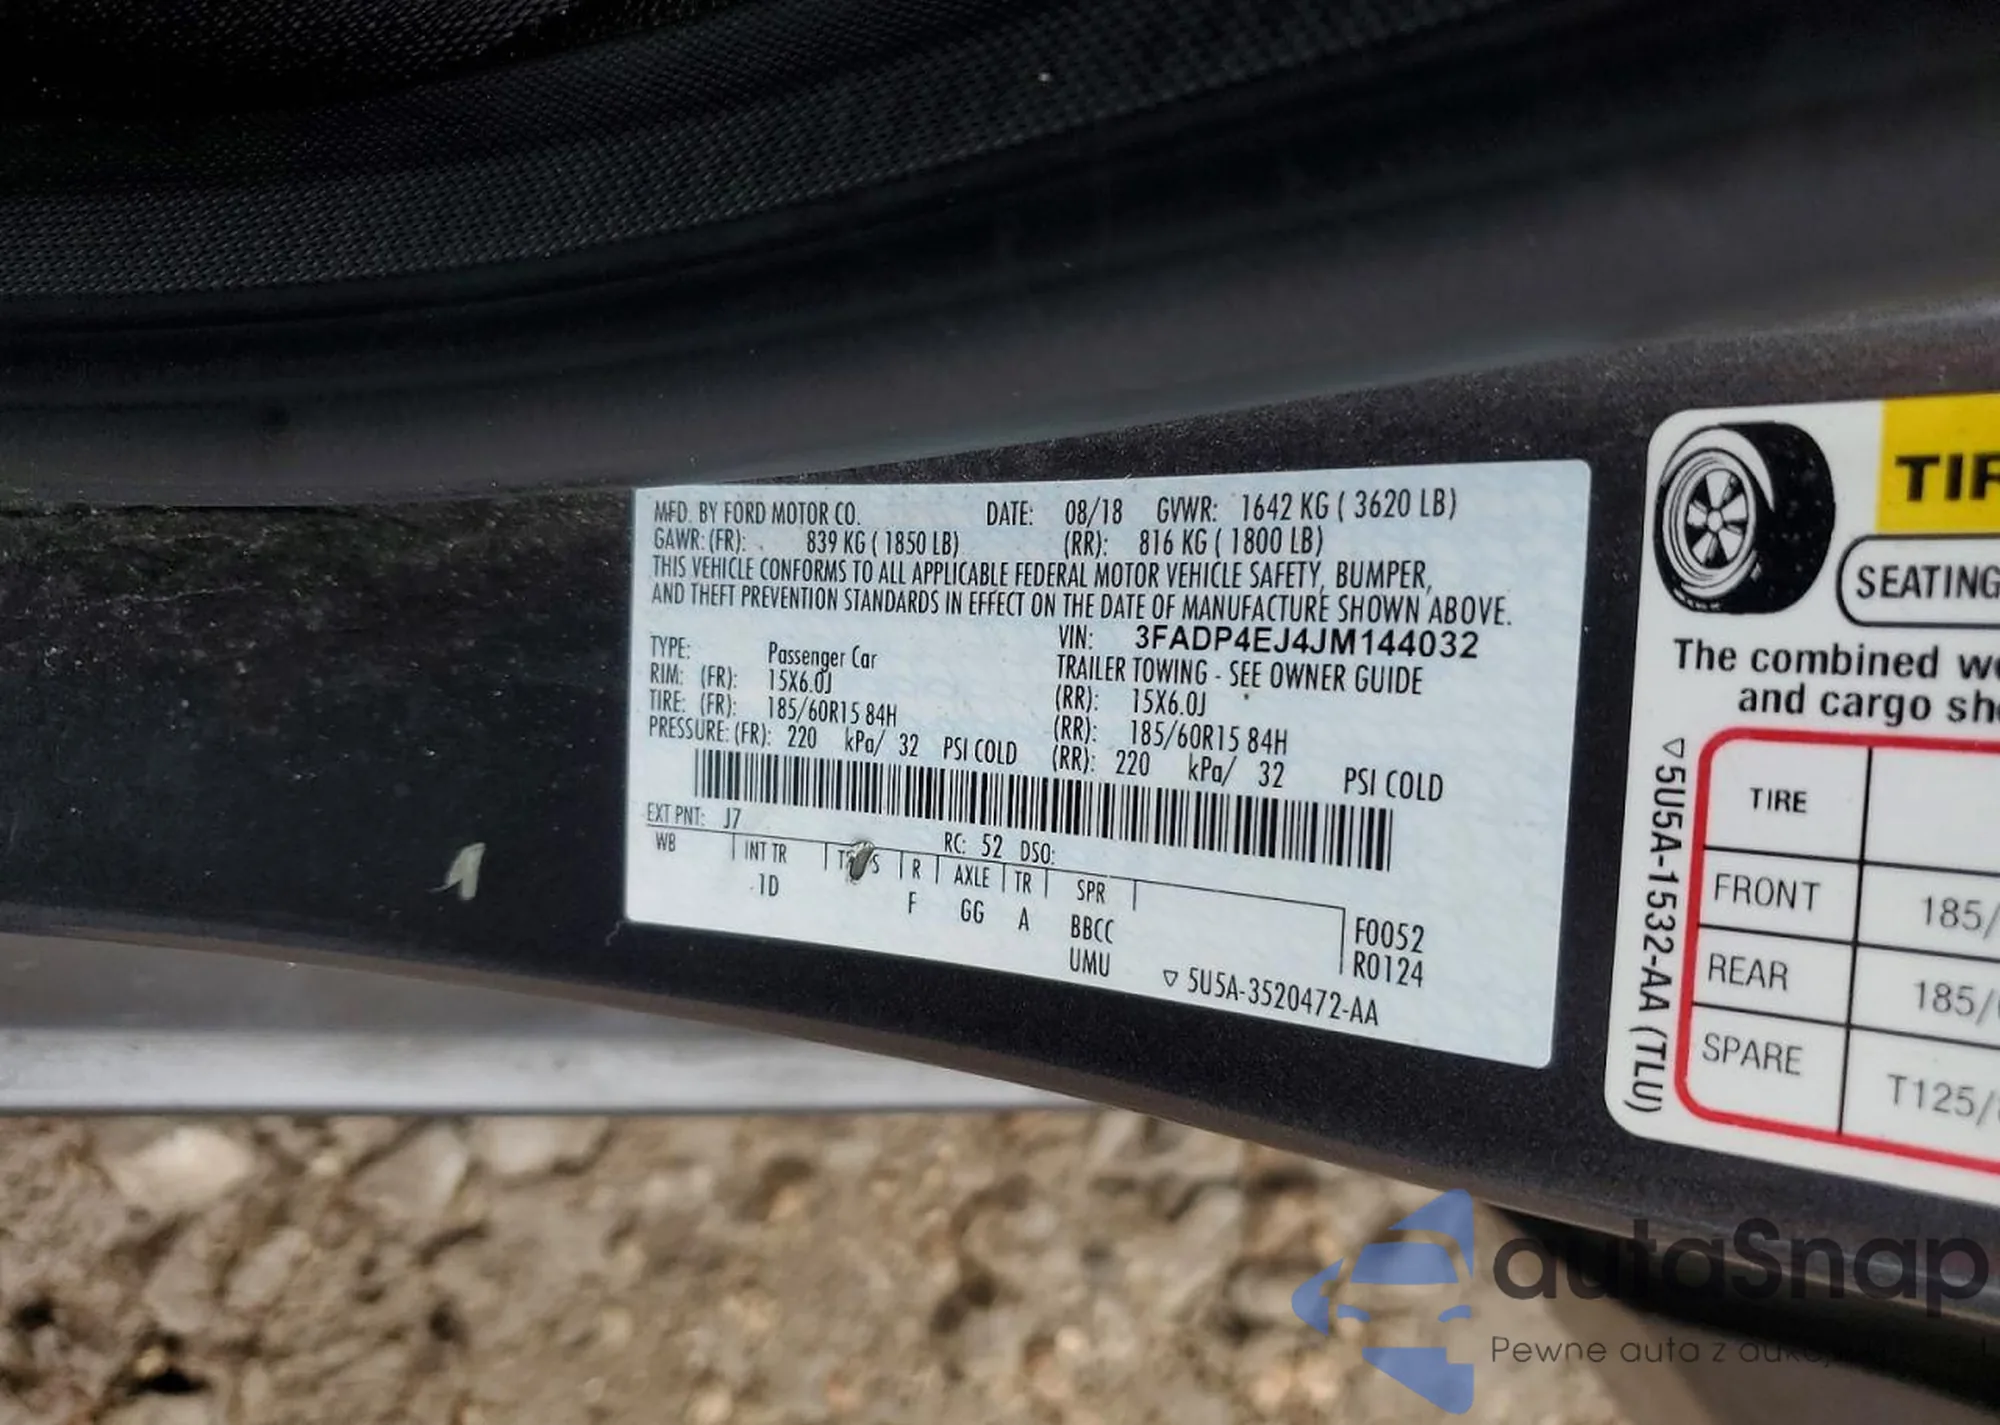 MFD. BY FORD MOTOR CO. DATE: 08/18 GVWR: 1642 KG ( 3620 LB)
GAWR: (FR): 839 KG ( 1850 LB) (RR): 816 KG ( 1800 LB)
THIS VEHICLE CONFORMS TO ALL APPLICABLE FEDERAL MOTOR VEHICLE SAFETY, BUMPER,
AND THEFT PREVENTION STANDARDS IN EFFECT ON THE DATE OF MANUFACTURE SHOWN ABOVE.
VIN: 3FADP4EJ4JM144032
TYPE: Passenger Car TRAILER TOWING - SEE OWNER GUIDE
RIM: (FR): 15X6.0J (RR): 15X6.0J
TIRE: (FR): 185/60R15 84H (RR): 185/60R15 84H
PRESSURE: (FR): 220 kPa/ 32 PSI COLD (RR): 220 kPa/ 32 PSI COLD
EXT PNT: J7 RC: 52 DSO:
WB INT TR R AXLE TR SPR
1D F GG A BBCC F0052
UMU R0124
▽ 5U5A-3520472-AA
TIR
SEATING
The combined we
and cargo sho
TIRE
FRONT 185/
REAR 185/6
SPARE T125/8
▽ 5U5A-1532-AA (TLU)
autaSnap
Pewne auta z